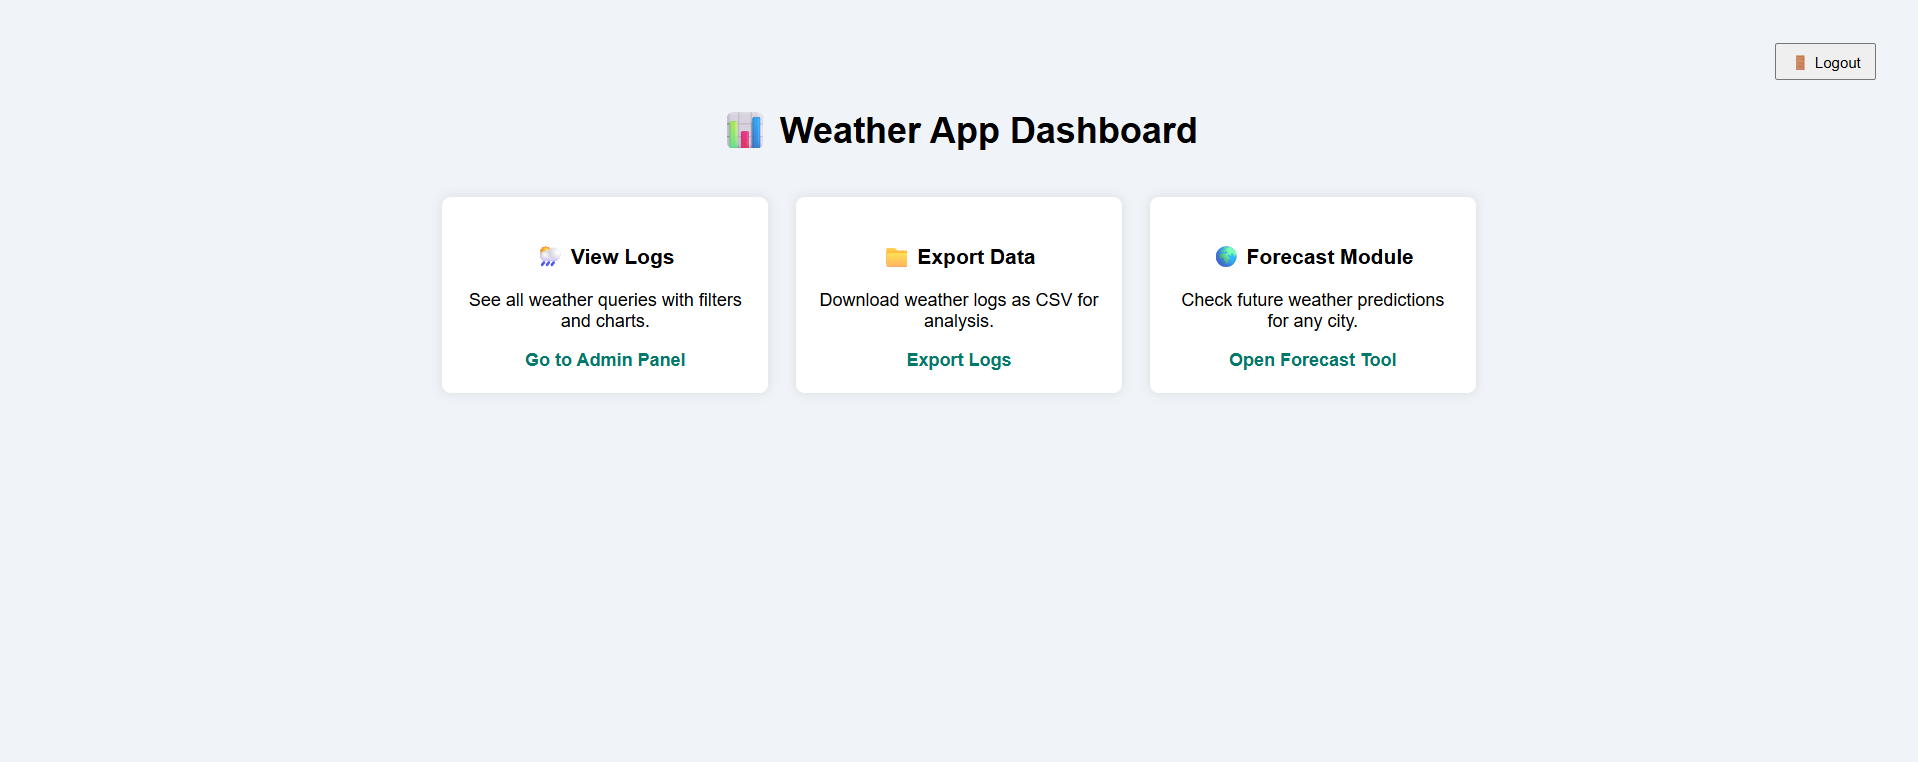 Logout
Weather App Dashboard
View Logs
See all weather queries with filters
and charts.
Go to Admin Panel
Export Data
Download weather logs as CSV for
analysis.
Export Logs
Forecast Module
Check future weather predictions
for any city.
Open Forecast Tool